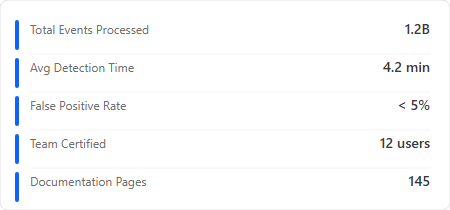 Total Events Processed 1.2B
Avg Detection Time 4.2 min
False Positive Rate < 5%
Team Certified 12 users
Documentation Pages 145